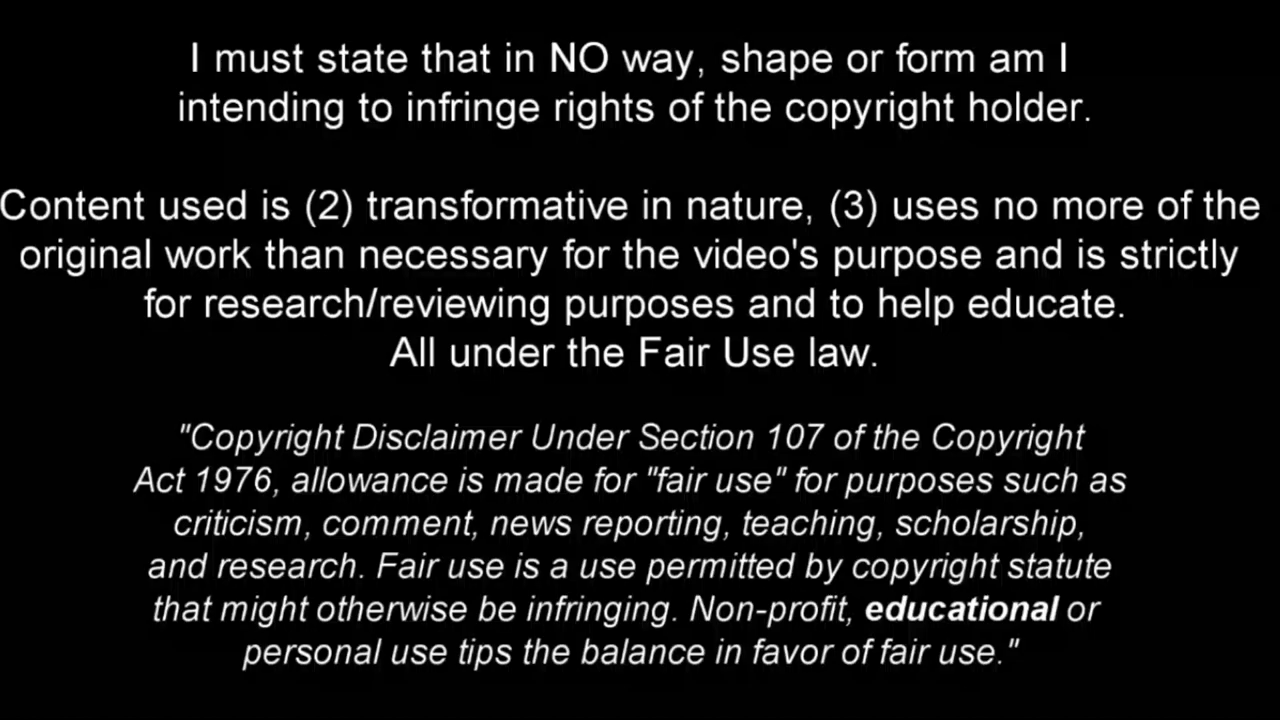 I must state that in NO way, shape or form am I
intending to infringe rights of the copyright holder.
Content used is (2) transformative in nature, (3) uses no more of the
original work than necessary for the video's purpose and is strictly
for research/reviewing purposes and to help educate.
All under the Fair Use law.
"Copyright Disclaimer Under Section 107 of the Copyright
Act 1976, allowance is made for "fair use" for purposes such as
criticism, comment, news reporting, teaching, scholarship,
and research. Fair use is a use permitted by copyright statute
that might otherwise be infringing. Non-profit, educational or
personal use tips the balance in favor of fair use."